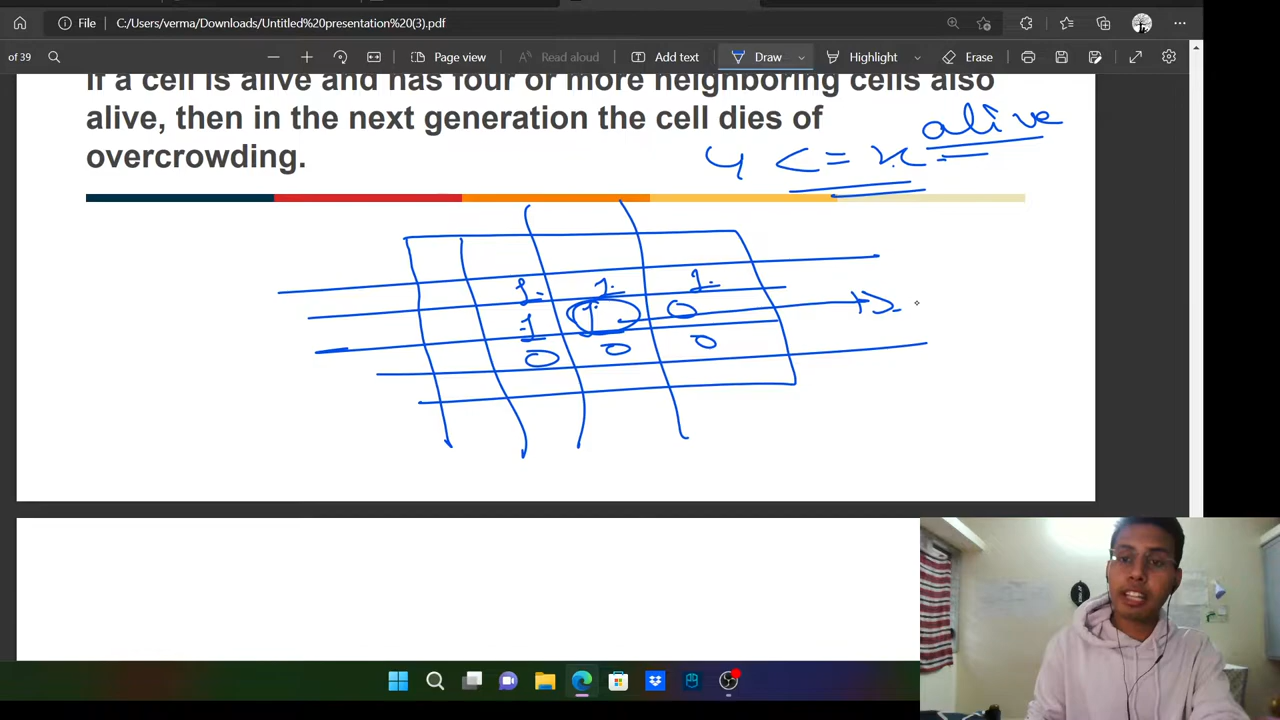 File C:/Users/verma/Downloads/Untitled%20presentation%20(3).pdf
of 39 Page view Read aloud Add text Draw Highlight Erase
If a cell is alive and has four or more neighboring cells also
alive, then in the next generation the cell dies of
overcrowding.
alive
4 <= x
1. 1. 1.
1 1. 0
0 0 0